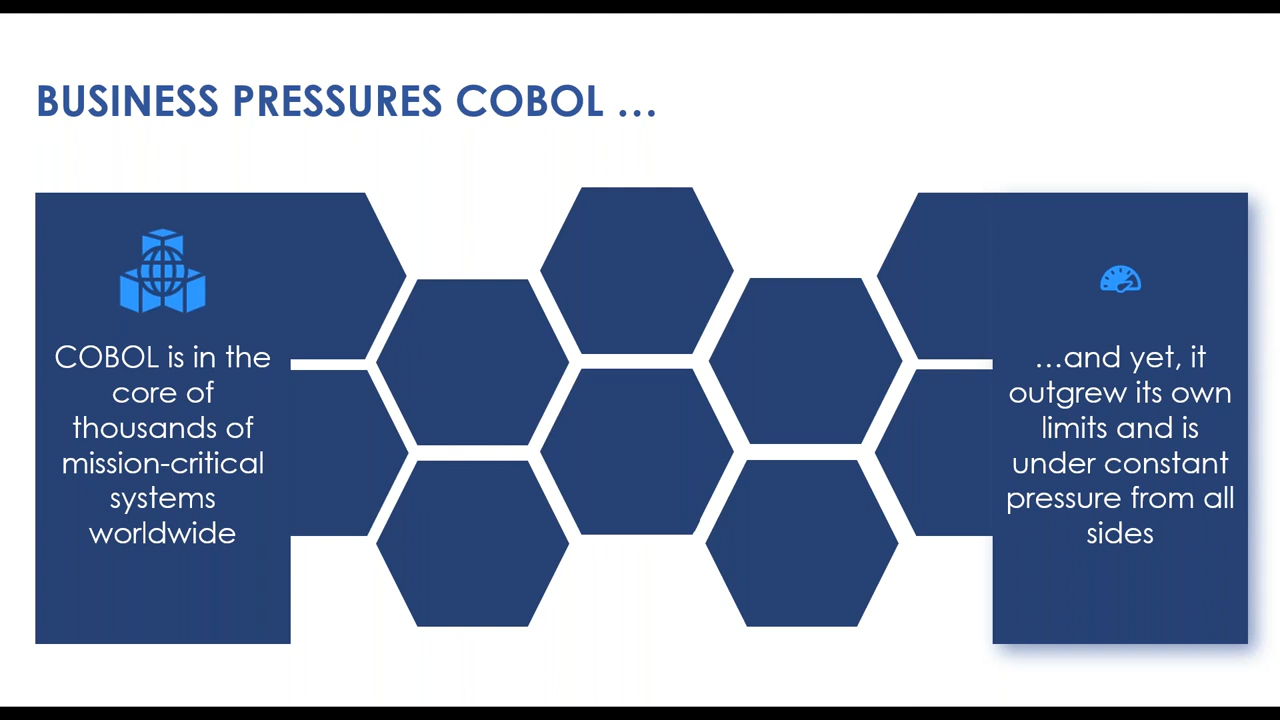 BUSINESS PRESSURES COBOL ...
COBOL is in the
core of
thousands of
mission-critical
systems
worldwide
...and yet, it
outgrew its own
limits and is
under constant
pressure from all
sides